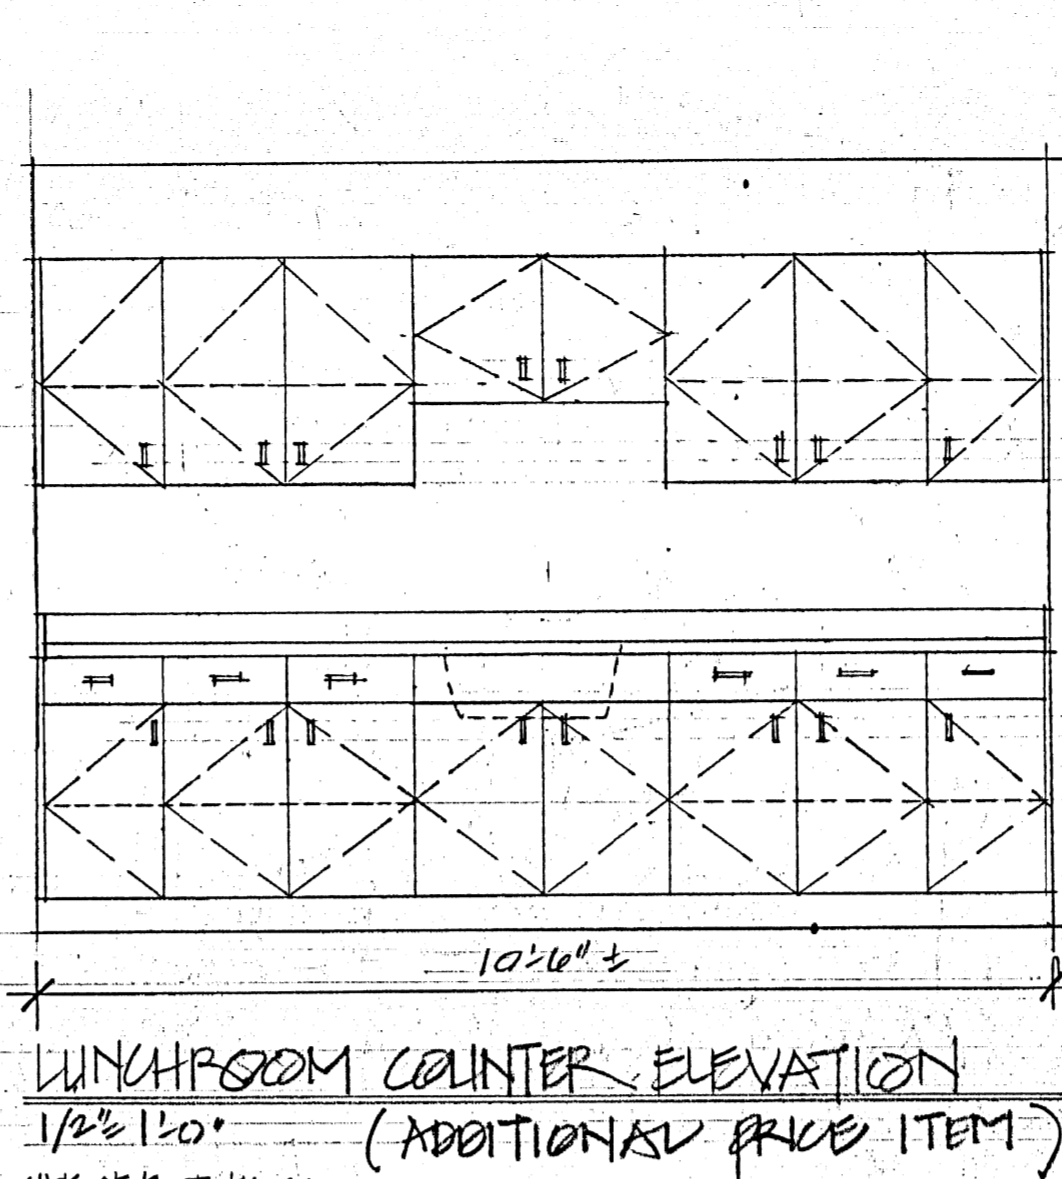 10'-6" ±
LUNCHROOM COUNTER ELEVATION
1/2"=1'-0"
(ADDITIONAL PRICE ITEM)